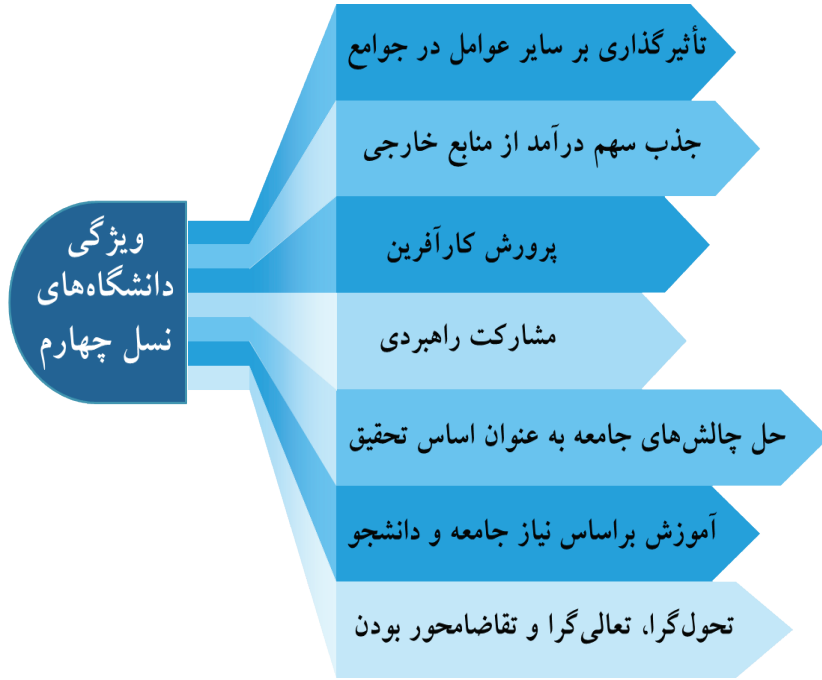 ویژگی
دانشگاه‌های
نسل چهارم
تأثیرگذاری بر سایر عوامل در جوامع
جذب سهم درآمد از منابع خارجی
پرورش کارآفرین
مشارکت راهبردی
حل چالش‌های جامعه به عنوان اساس تحقیق
آموزش براساس نیاز جامعه و دانشجو
تحول‌گرا، تعالی‌گرا و تقاضامحور بودن